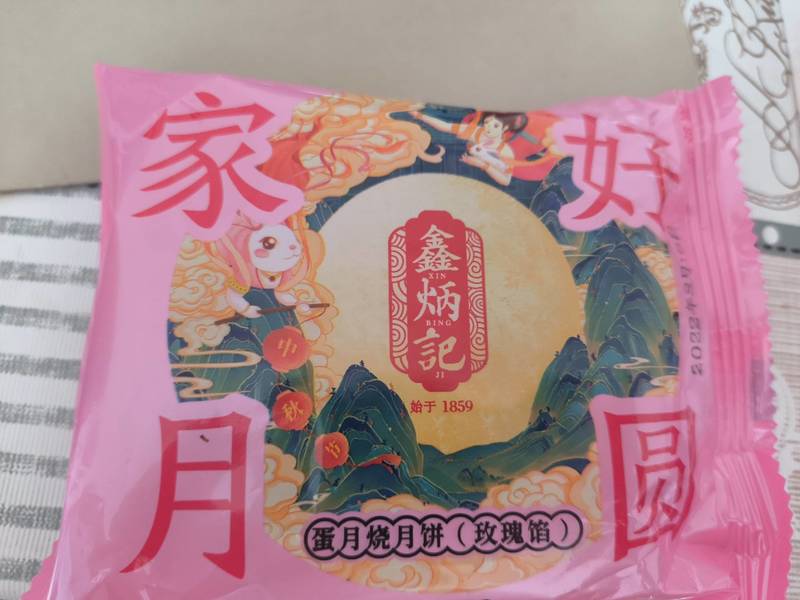 家好
月圆
鑫
XIN
炳
BING
記
JI
始于 1859
中
秋
节
蛋月烧月饼（玫瑰馅）